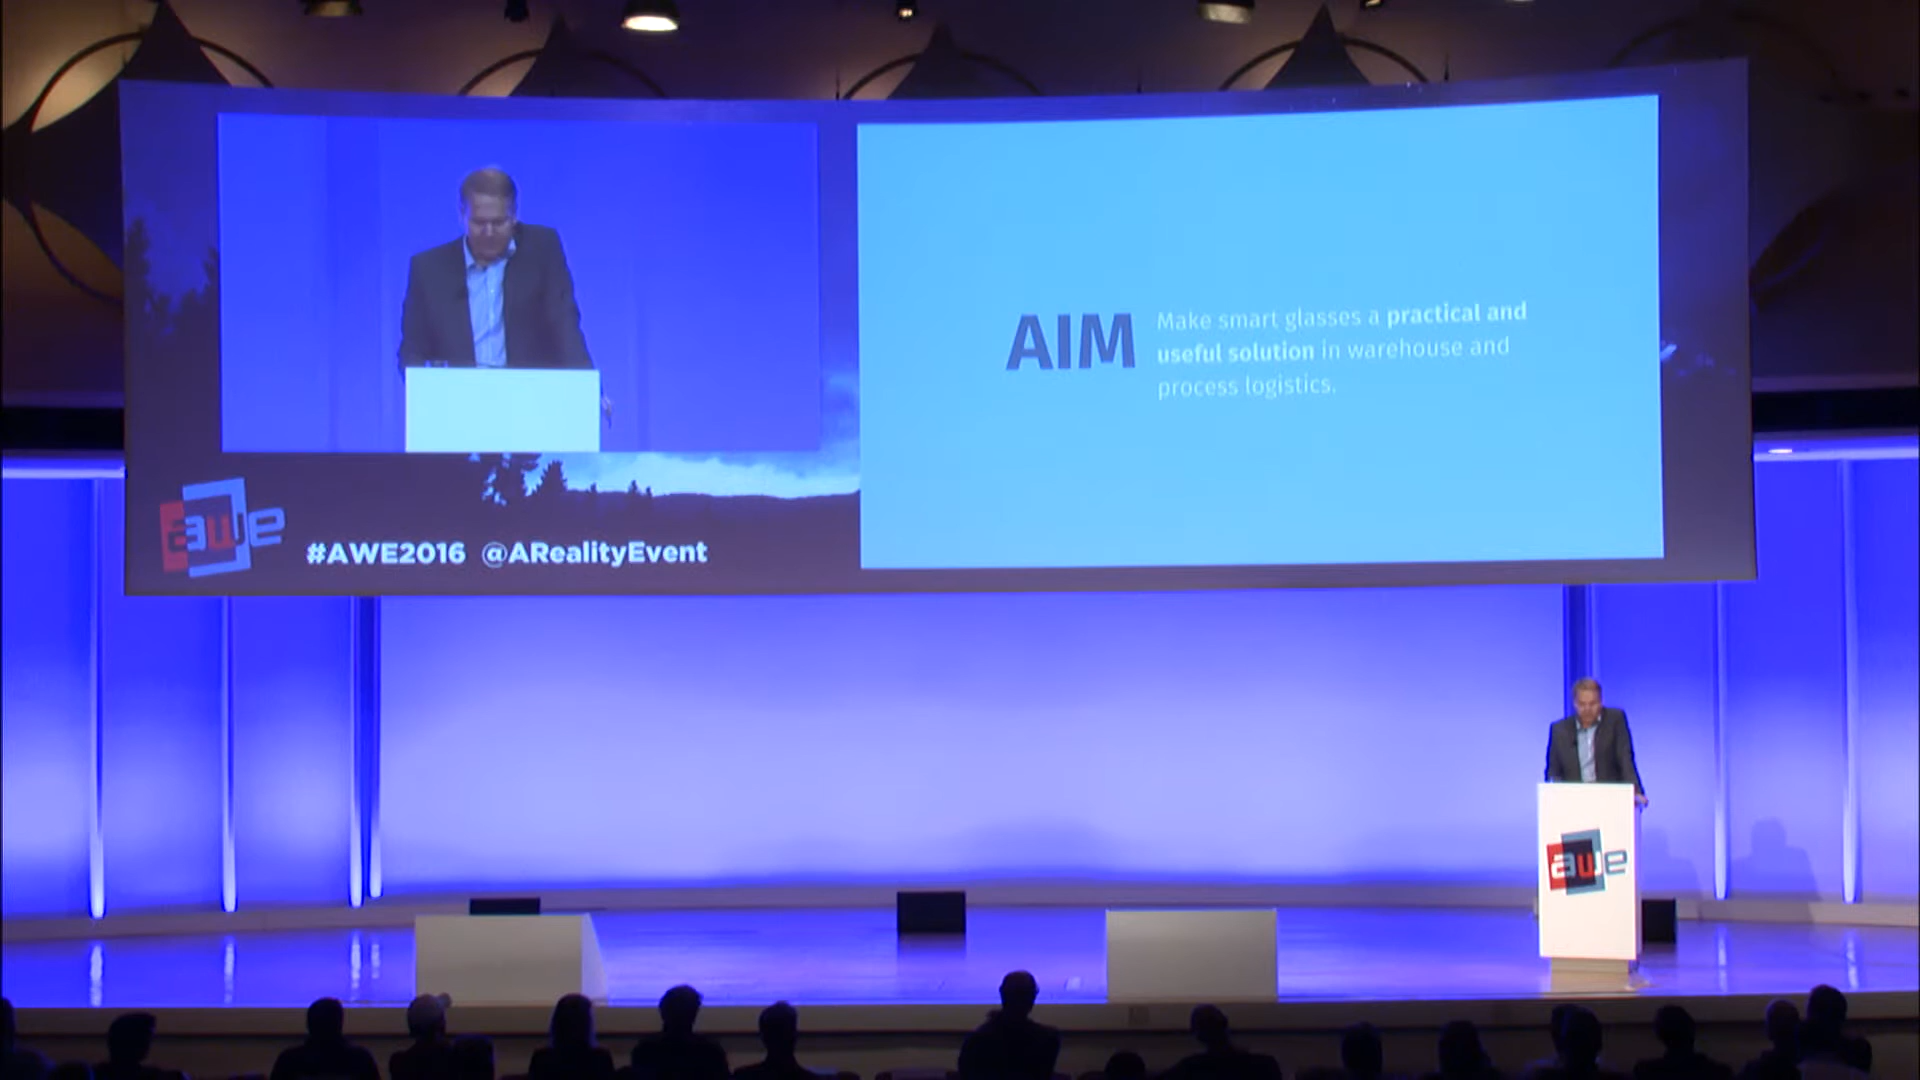 AIM
Make smart glasses a practical and
useful solution in warehouse and
process logistics.
awe
#AWE2016 @ARealityEvent
awe